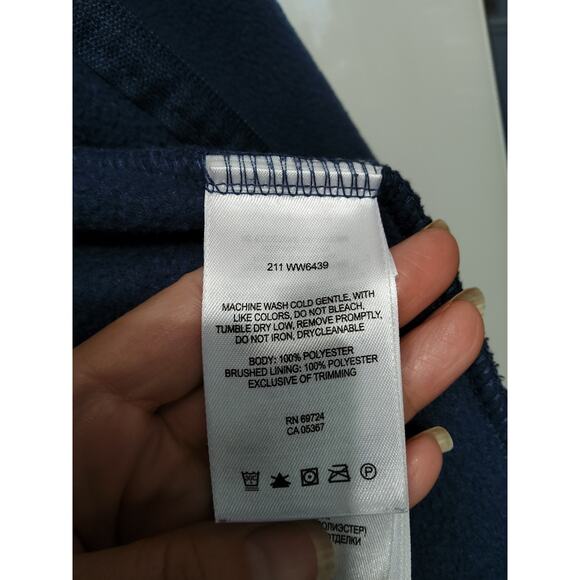 211 WW6439
MACHINE WASH COLD GENTLE, WITH
LIKE COLORS, DO NOT BLEACH,
TUMBLE DRY LOW, REMOVE PROMPTLY,
DO NOT IRON, DRYCLEANABLE
BODY: 100% POLYESTER
BRUSHED LINING: 100% POLYESTER
EXCLUSIVE OF TRIMMING
RN 69724
CA 05367
P
ОТДЕЛКИ